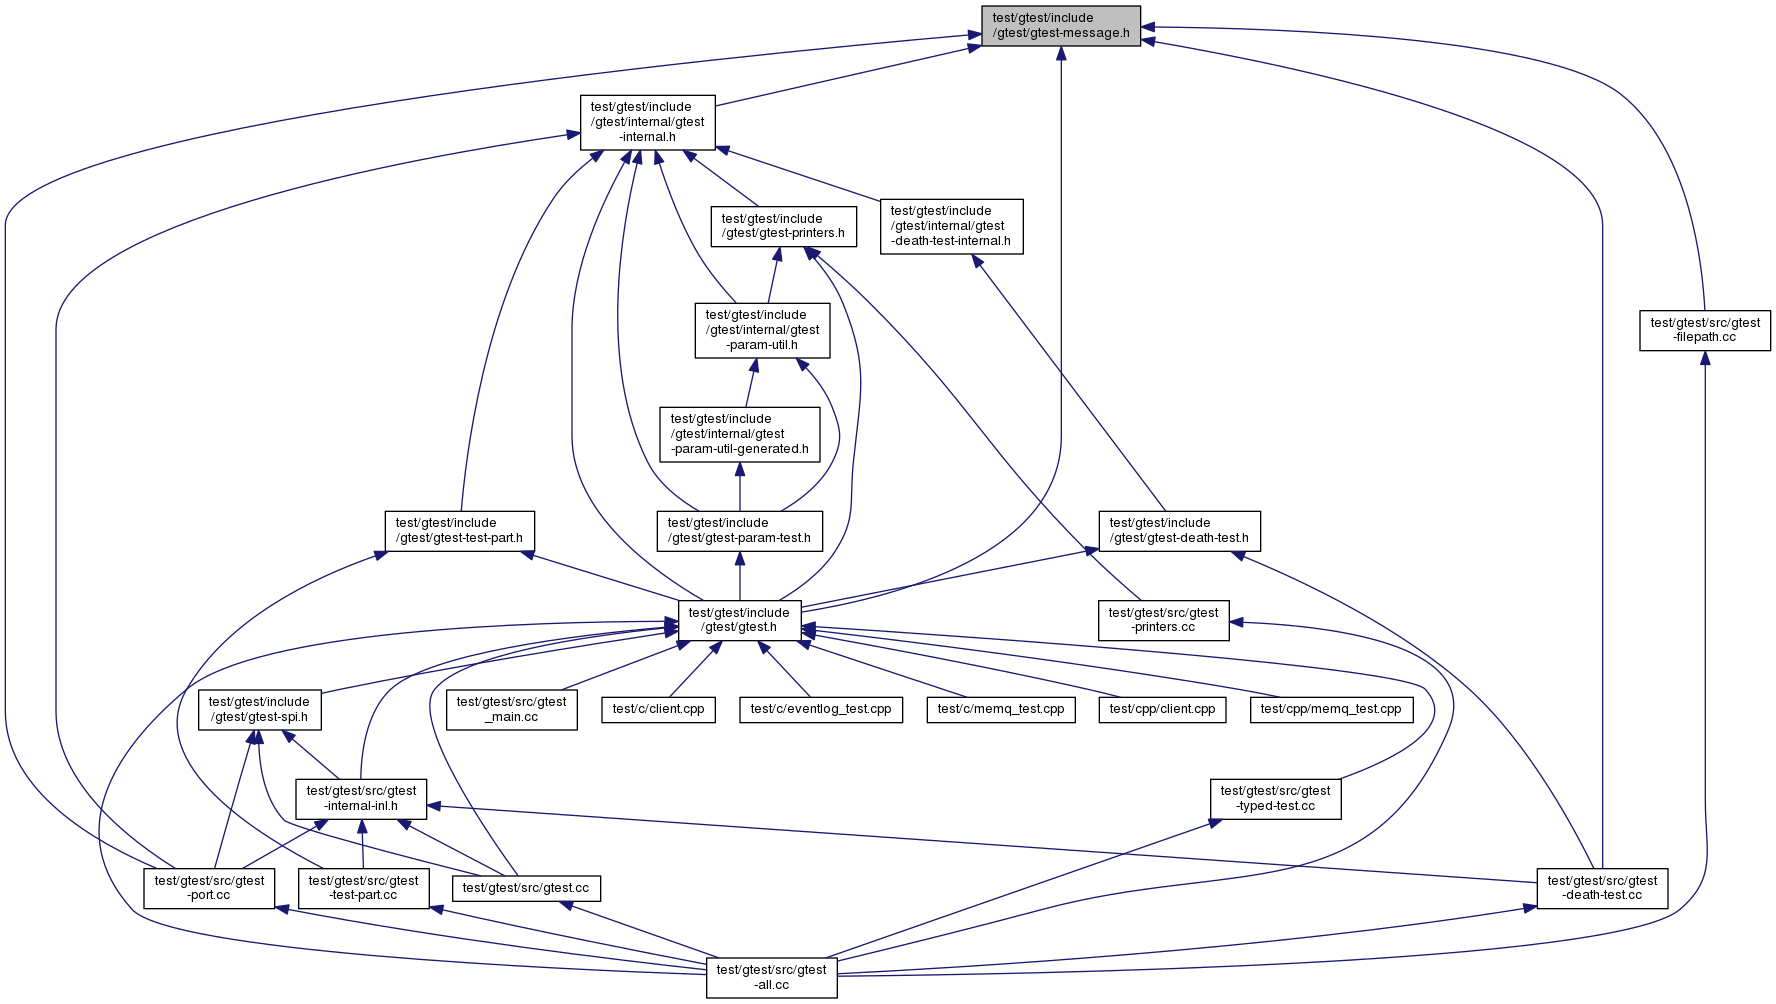 test/gtest/include
/gtest/gtest-message.h
test/gtest/include
/gtest/internal/gtest
-internal.h
test/gtest/include
/gtest/gtest-printers.h
test/gtest/include
/gtest/internal/gtest
-death-test-internal.h
test/gtest/include
/gtest/internal/gtest
-param-util.h
test/gtest/src/gtest
-filepath.cc
test/gtest/include
/gtest/internal/gtest
-param-util-generated.h
test/gtest/include
/gtest/gtest-test-part.h
test/gtest/include
/gtest/gtest-param-test.h
test/gtest/include
/gtest/gtest-death-test.h
test/gtest/include
/gtest/gtest.h
test/gtest/src/gtest
-printers.cc
test/gtest/include
/gtest/gtest-spi.h
test/gtest/src/gtest
_main.cc
test/c/client.cpp
test/c/eventlog_test.cpp
test/c/memq_test.cpp
test/cpp/client.cpp
test/cpp/memq_test.cpp
test/gtest/src/gtest
-internal-inl.h
test/gtest/src/gtest
-typed-test.cc
test/gtest/src/gtest
-port.cc
test/gtest/src/gtest
-test-part.cc
test/gtest/src/gtest.cc
test/gtest/src/gtest
-death-test.cc
test/gtest/src/gtest
-all.cc